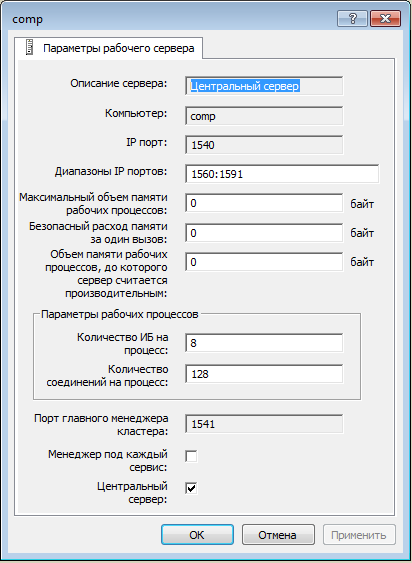 comp
Параметры рабочего сервера
Описание сервера: Центральный сервер
Компьютер: comp
IP порт: 1540
Диапазоны IP портов: 1560:1591
Максимальный объем памяти
рабочих процессов: 0 байт
Безопасный расход памяти
за один вызов: 0 байт
Объем памяти рабочих 0 байт
процессов, до которого
сервер считается
производительным:
Параметры рабочих процессов
Количество ИБ на
процесс: 8
Количество
соединений на процесс: 128
Порт главного менеджера
кластера: 1541
Менеджер под каждый
сервис:
Центральный
сервер:
OK Отмена Применить